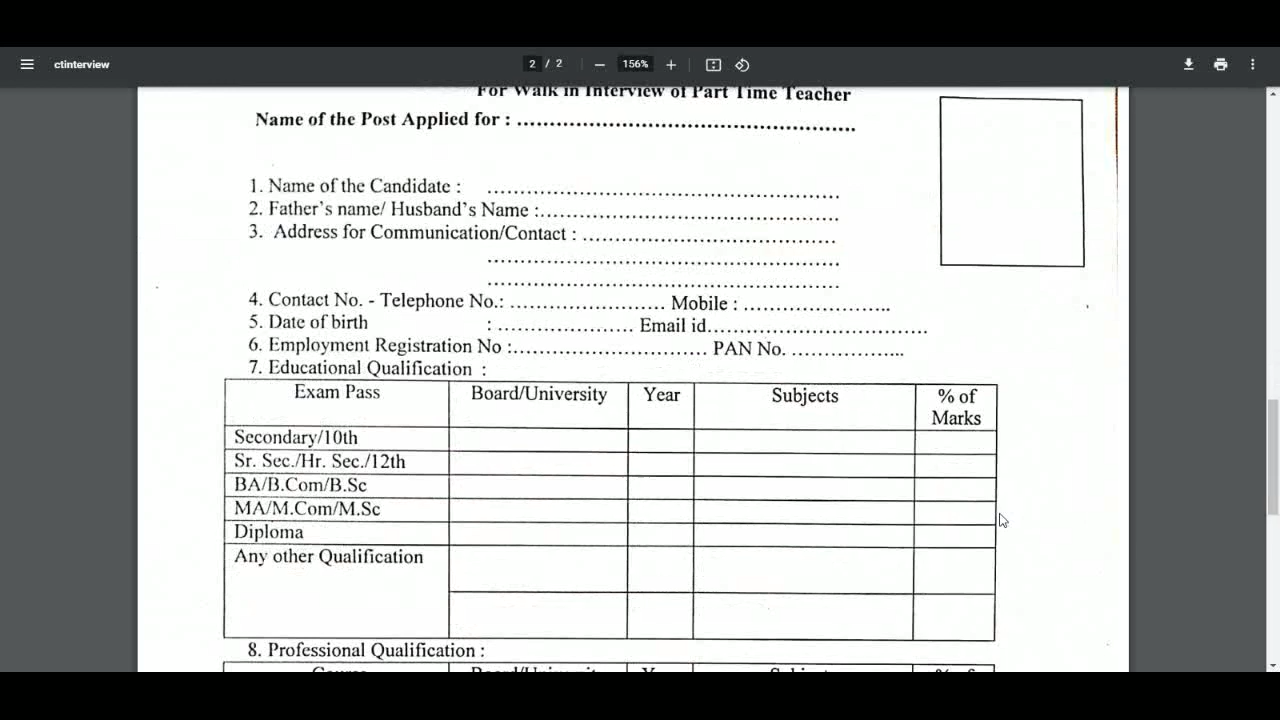 ctinterview
2 / 2
156%
For Walk in Interview of Part Time Teacher
Name of the Post Applied for : ....................................................
1. Name of the Candidate : ......................................................
2. Father's name/ Husband's Name :..............................................
3. Address for Communication/Contact : .......................................
......................................................
......................................................
4. Contact No. - Telephone No.: ........................ Mobile : ......................
5. Date of birth : ..................... Email id..................................
6. Employment Registration No :.............................. PAN No. .................
7. Educational Qualification :
Exam Pass Board/University Year Subjects % of Marks
Secondary/10th
Sr. Sec./Hr. Sec./12th
BA/B.Com/B.Sc
MA/M.Com/M.Sc
Diploma
Any other Qualification
8. Professional Qualification :